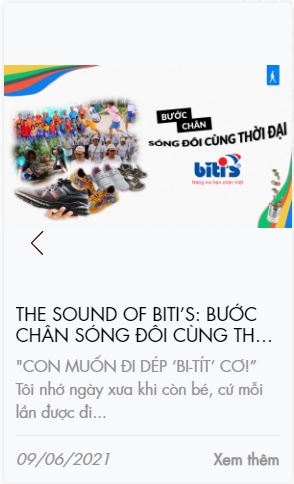 BƯỚC
CHÂN
SÓNG ĐÔI CÙNG THỜI ĐẠI
biti's
Nâng niu bàn chân Việt
THE SOUND OF BITI'S: BƯỚC
CHÂN SÓNG ĐÔI CÙNG TH...
"CON MUỐN ĐI DÉP ‘BI-TÍT’ CƠ!”
Tôi nhớ ngày xưa khi còn bé, cứ mỗi
lần được đi...
09/06/2021
Xem thêm